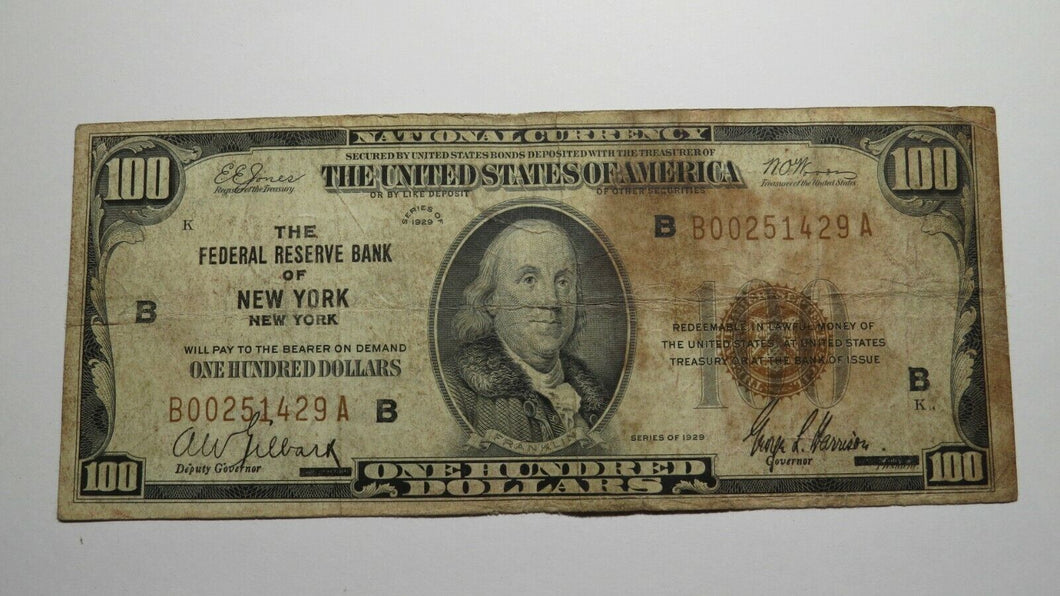 NATIONAL CURRENCY
SECURED BY UNITED STATES BONDS DEPOSITED WITH THE TREASURER OF
THE UNITED STATES OF AMERICA
OR BY LIKE DEPOSIT OF OTHER SECURITIES
100
100
E E Jones
Register of the Treasury
Treasurer of the United States
SERIES OF
1929
K
THE
FEDERAL RESERVE BANK
OF
NEW YORK
NEW YORK
B
WILL PAY TO THE BEARER ON DEMAND
ONE HUNDRED DOLLARS
B00251429A B
Deputy Governor
B B00251429A
100
REDEEMABLE IN LAWFUL MONEY OF
THE UNITED STATES, AT UNITED STATES
TREASURY OR AT THE BANK OF ISSUE
B
K
FRANKLIN
SERIES OF 1929
George L. Harrison
Governor
100
ONE HUNDRED
DOLLARS
100